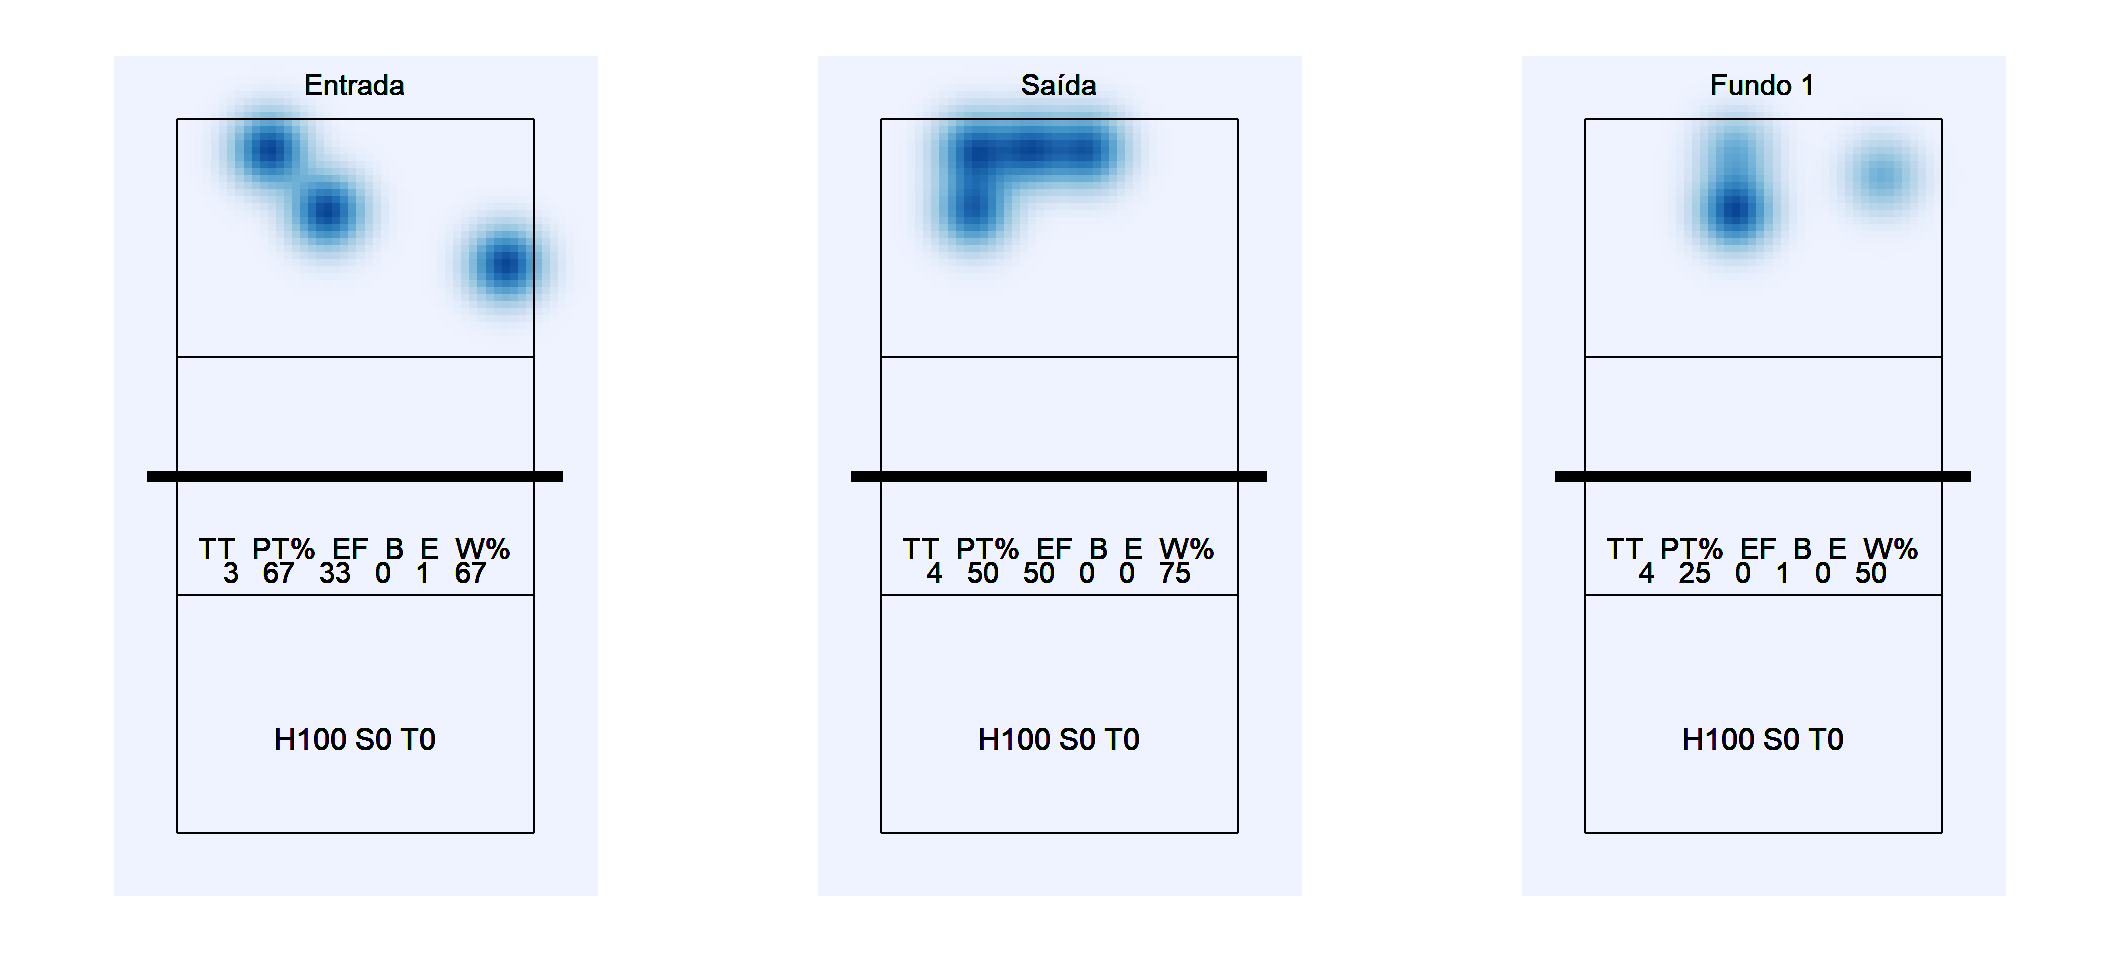 Entrada
TT PT% EF B E W%
3 67 33 0 1 67
H100 S0 T0
Saída
TT PT% EF B E W%
4 50 50 0 0 75
H100 S0 T0
Fundo 1
TT PT% EF B E W%
4 25 0 1 0 50
H100 S0 T0